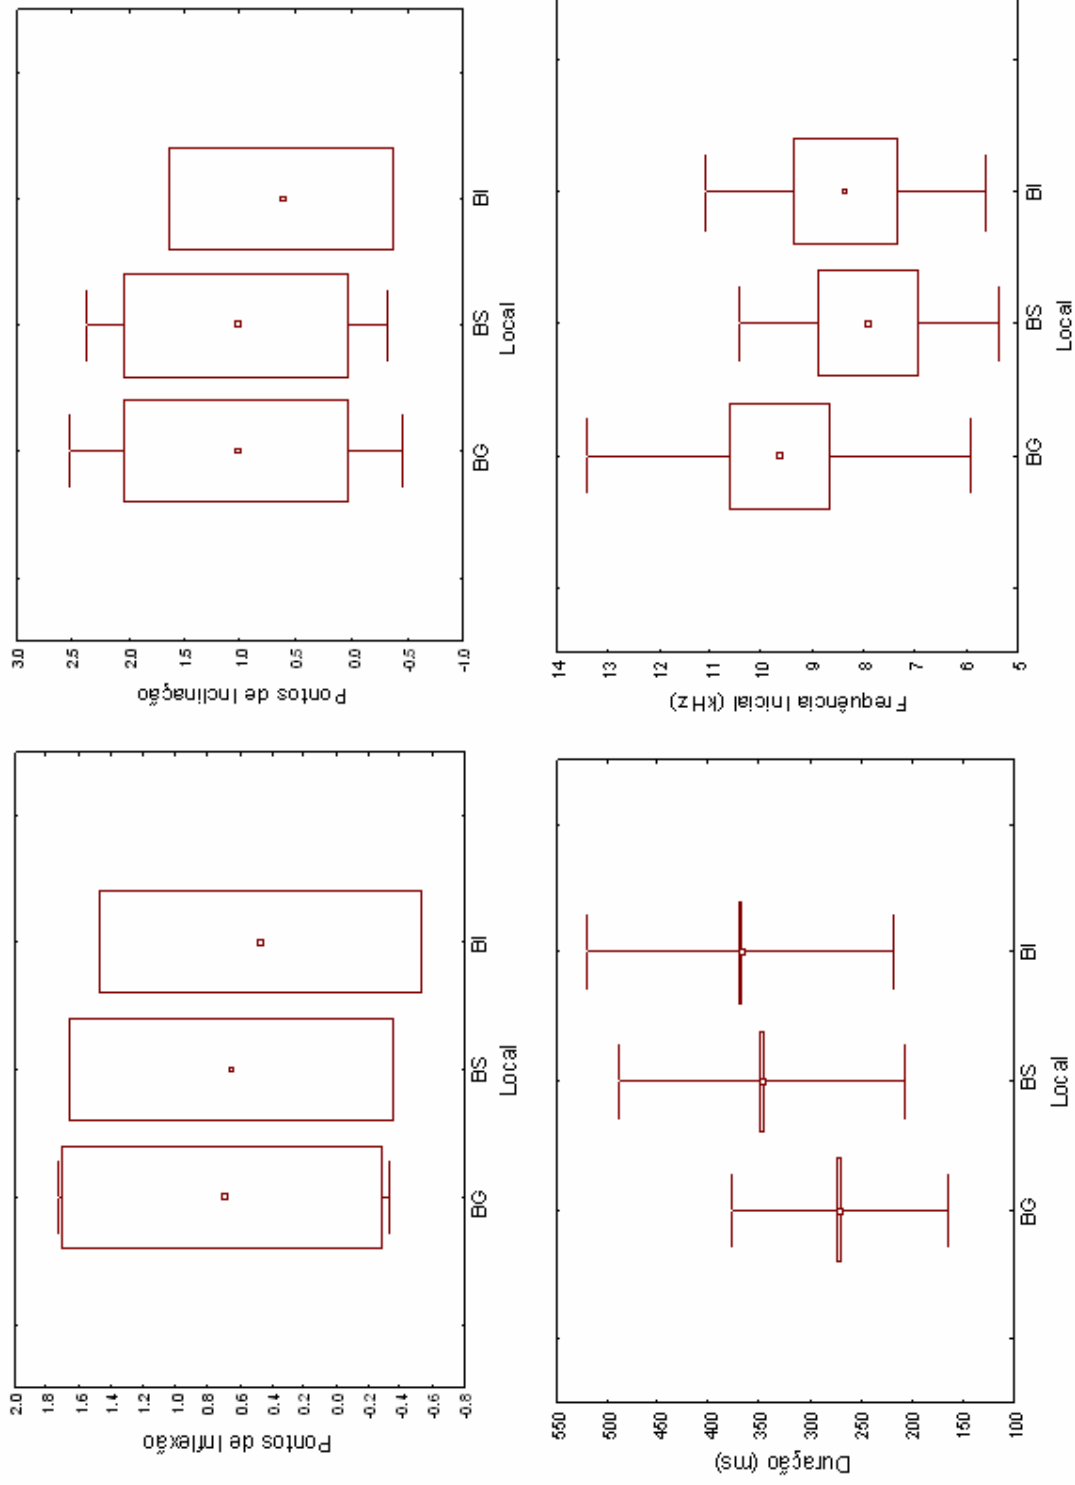 Pontos de Inflexão
2.0
1.8
1.6
1.4
1.2
1.0
0.8
0.6
0.4
0.2
0.0
-0.2
-0.4
-0.6
-0.8
BG
BS
BI
Local
Pontos de Inclinação
3.0
2.5
2.0
1.5
1.0
0.5
0.0
-0.5
-1.0
BG
BS
BI
Local
Duração (ms)
550
500
450
400
350
300
250
200
150
100
BG
BS
BI
Local
Frequência Inicial (kHz)
14
13
12
11
10
9
8
7
6
5
BG
BS
BI
Local